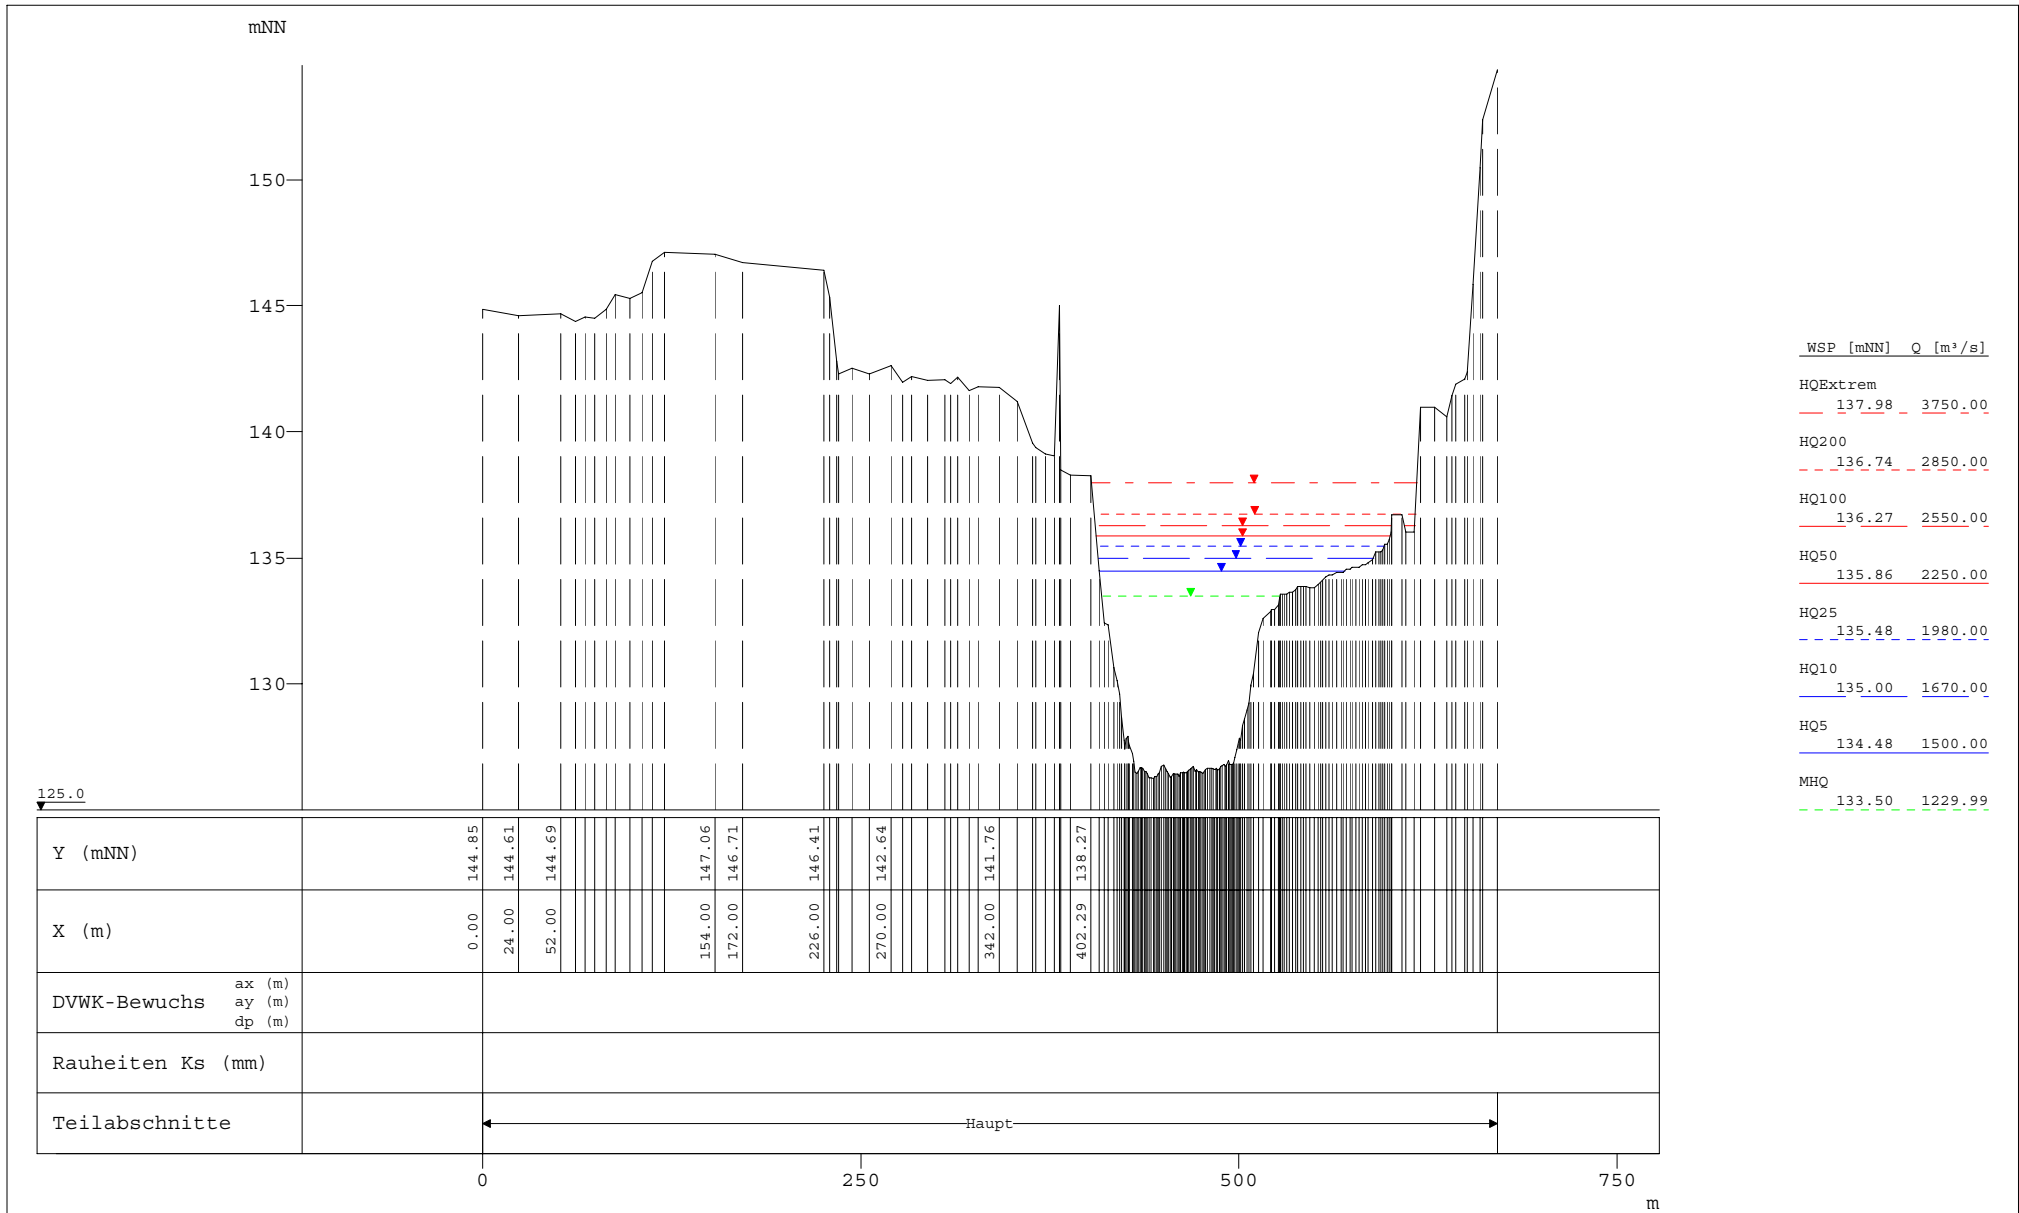 mNN
150
145
140
135
130
125.0
WSP [mNN] Q [m³/s]
HQExtrem
137.98 3750.00
HQ200
136.74 2850.00
HQ100
136.27 2550.00
HQ50
135.86 2250.00
HQ25
135.48 1980.00
HQ10
135.00 1670.00
HQ5
134.48 1500.00
MHQ
133.50 1229.99
Y (mNN)
144.85
144.61
144.69
147.06
146.71
146.41
142.64
141.76
138.27
X (m)
0.00
24.00
52.00
154.00
172.00
226.00
270.00
342.00
402.29
DVWK-Bewuchs
ax (m)
ay (m)
dp (m)
Rauheiten Ks (mm)
Teilabschnitte
Haupt
0 250 500 750
m